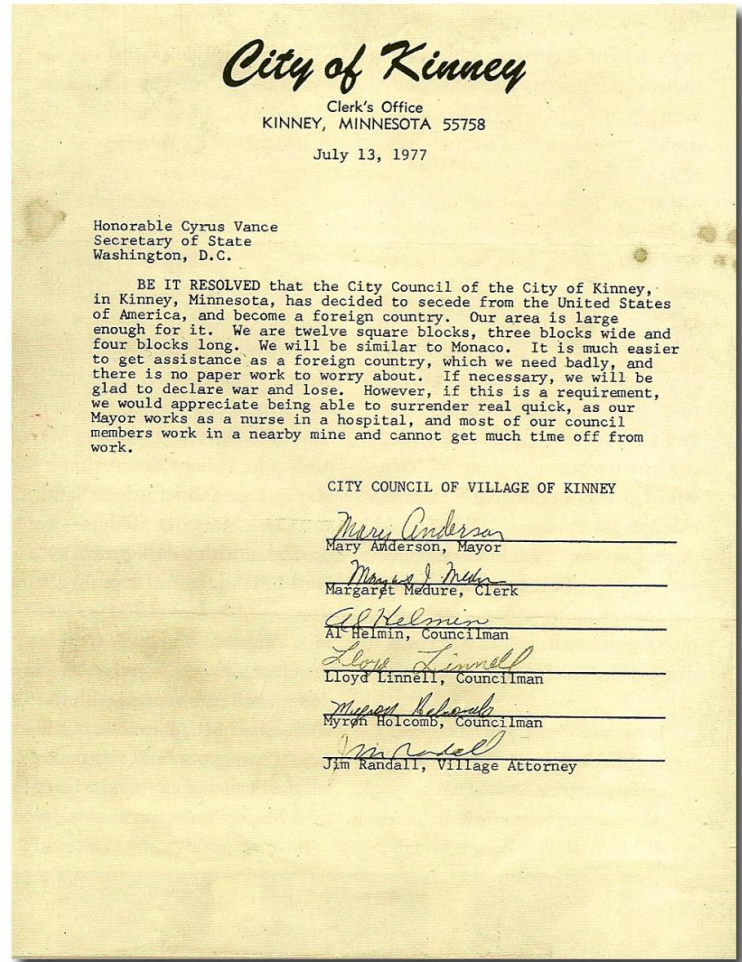 City of Kinney
Clerk's Office
KINNEY, MINNESOTA 55758
July 13, 1977
Honorable Cyrus Vance
Secretary of State
Washington, D.C.
BE IT RESOLVED that the City Council of the City of Kinney,
in Kinney, Minnesota, has decided to secede from the United States
of America, and become a foreign country. Our area is large
enough for it. We are twelve square blocks, three blocks wide and
four blocks long. We will be similar to Monaco. It is much easier
to get assistance as a foreign country, which we need badly, and
there is no paper work to worry about. If necessary, we will be
glad to declare war and lose. However, if this is a requirement,
we would appreciate being able to surrender real quick, as our
Mayor works as a nurse in a hospital, and most of our council
members work in a nearby mine and cannot get much time off from
work.
CITY COUNCIL OF VILLAGE OF KINNEY
Mary Anderson
Mary Anderson, Mayor
Margaret Medure, Clerk
Al Helmin
Al Helmin, Councilman
Lloyd Linnell
Lloyd Linnell, Councilman
Myron Holcomb
Myron Holcomb, Councilman
Jim Randall
Jim Randall, Village Attorney